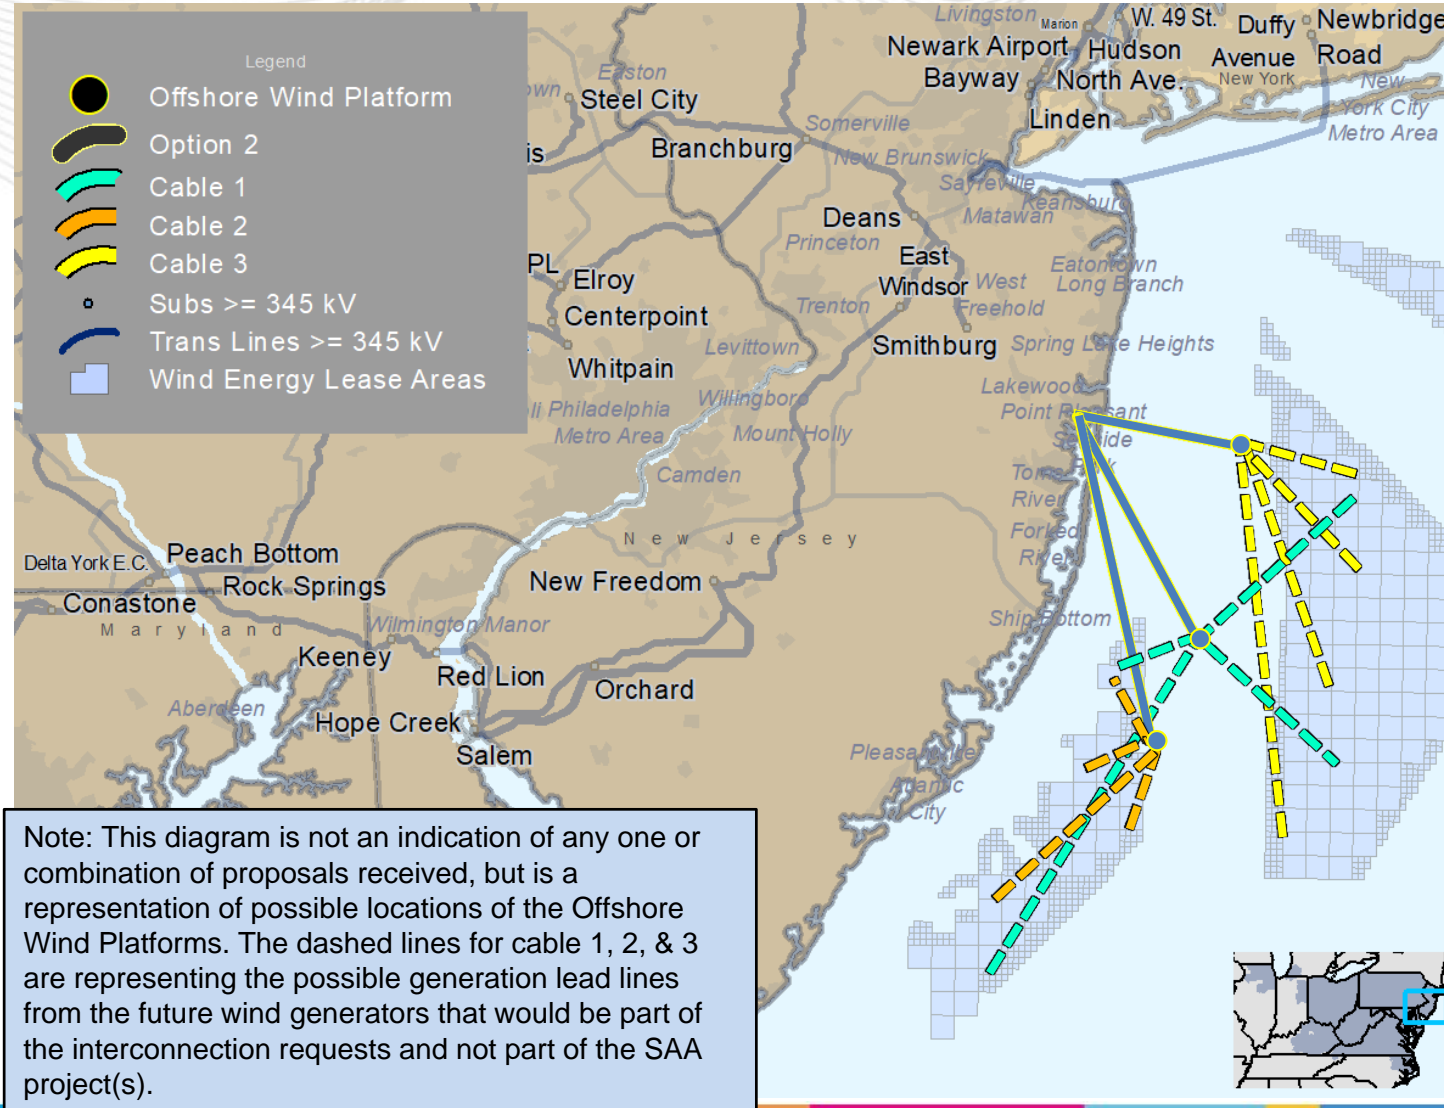 Legend
Offshore Wind Platform
Option 2
Cable 1
Cable 2
Cable 3
Subs >= 345 kV
Trans Lines >= 345 kV
Wind Energy Lease Areas
Livingston
Marion
W. 49 St.
Duffy
Avenue
Newbridge
Road
Newark Airport
Hudson
Bayway
North Ave.
New York
Linden
New
York City
Metro Area
Easton
own
Steel City
is
Branchburg
Somerville
New Brunswick
Sayreville
Keansburg
Matawan
Deans
Princeton
East
Windsor
West
Freehold
Eatontown
Long Branch
PL
Elroy
Centerpoint
Whitpain
Trenton
Levittown
Smithburg
Spring Lake Heights
Lakewood
Point Pleasant
Seaside
Park
Toms
River
Forked
River
Philadelphia
Metro Area
Willingboro
Mount Holly
Camden
New Jersey
Delta York E.C.
Peach Bottom
Rock Springs
Conastone
Maryland
New Freedom
Wilmington Manor
Keeney
Red Lion
Orchard
Ship Bottom
Aberdeen
Hope Creek
Salem
Pleasantville
Atlantic
City
Note: This diagram is not an indication of any one or
combination of proposals received, but is a
representation of possible locations of the Offshore
Wind Platforms. The dashed lines for cable 1, 2, & 3
are representing the possible generation lead lines
from the future wind generators that would be part of
the interconnection requests and not part of the SAA
project(s).